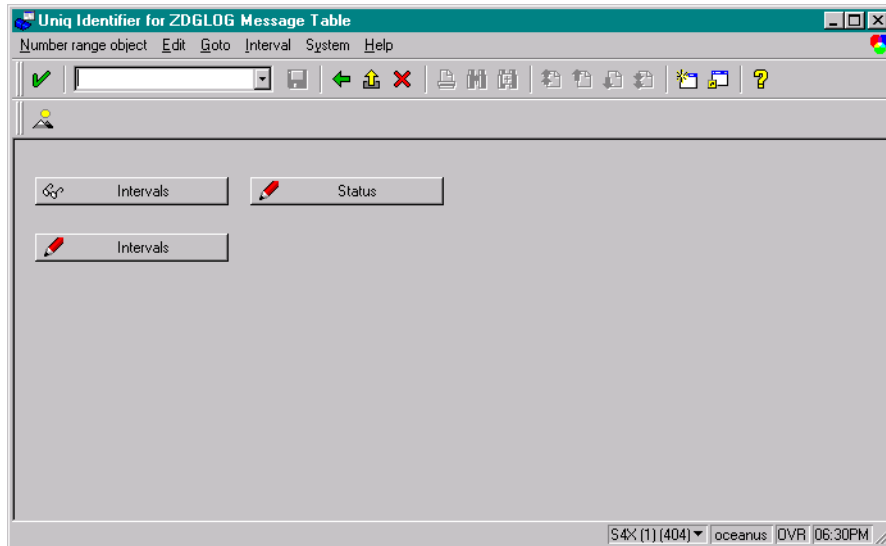 Uniq Identifier for ZDGLOG Message Table
Number range object Edit Goto Interval System Help
Intervals Status
Intervals
S4X (1) (404) oceanus OVR 06:30PM